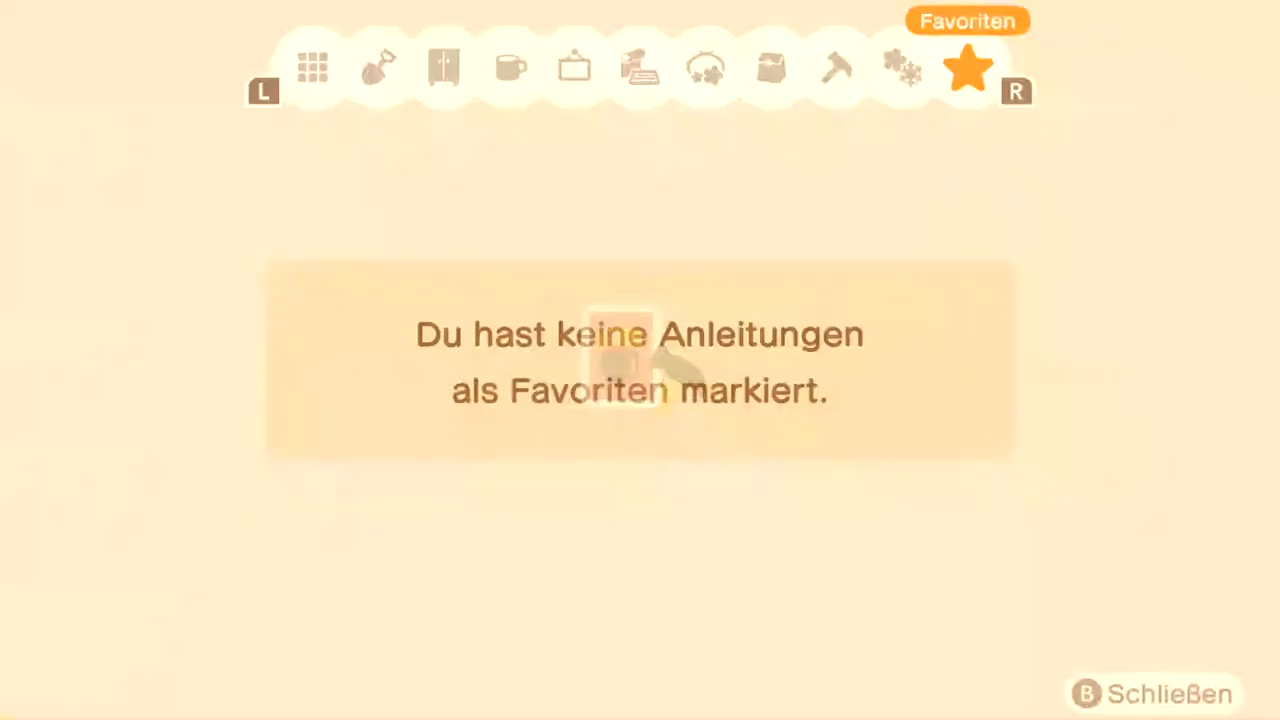 Favoriten
L
R
Du hast keine Anleitungen
als Favoriten markiert.
B Schließen